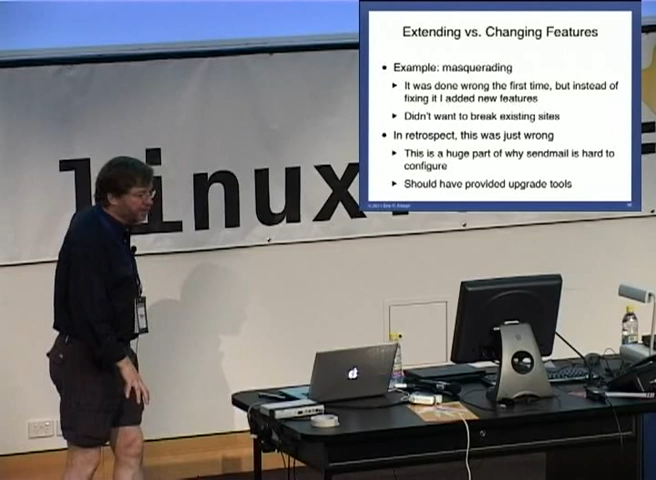 Extending vs. Changing Features
• Example: masquerading
It was done wrong the first time, but instead of
fixing it I added new features
Didn't want to break existing sites
• In retrospect, this was just wrong
This is a huge part of why sendmail is hard to
configure
Should have provided upgrade tools
linux